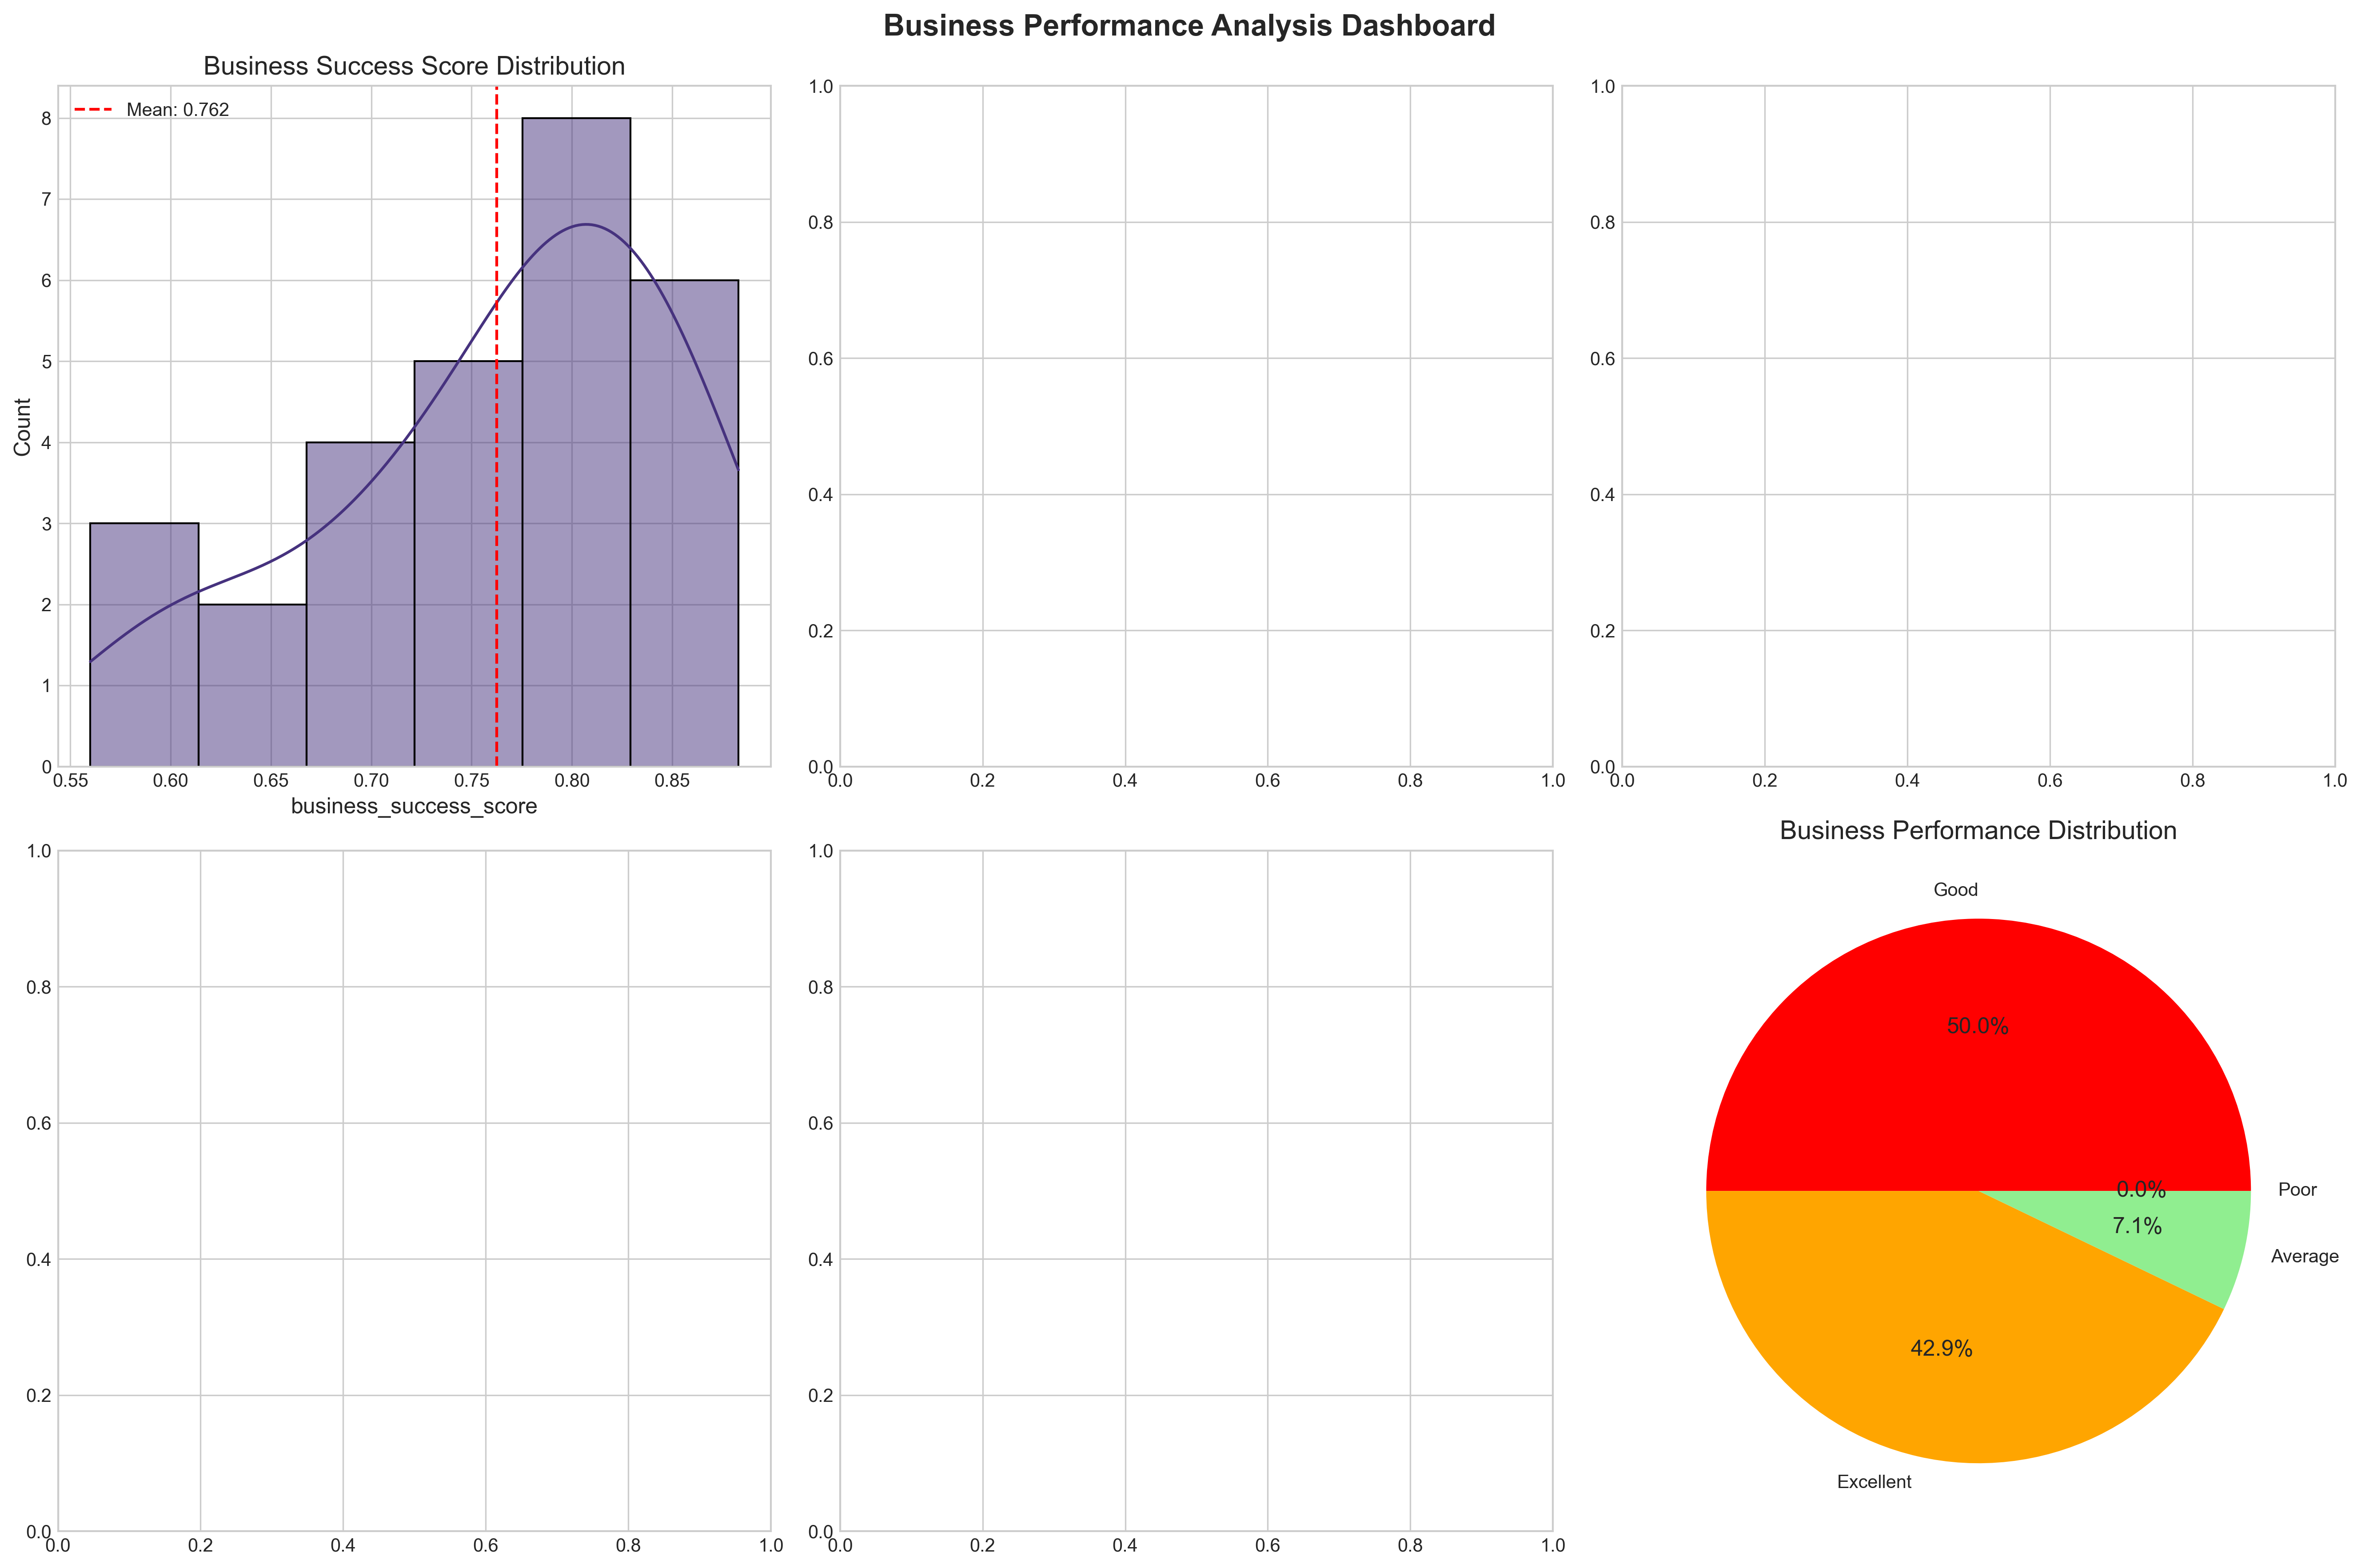 Business Performance Analysis Dashboard
Business Success Score Distribution
Mean: 0.762
8
7
6
5
4
3
2
1
0
Count
0.55 0.60 0.65 0.70 0.75 0.80 0.85
business_success_score
1.0
0.8
0.6
0.4
0.2
0.0
0.0 0.2 0.4 0.6 0.8 1.0
1.0
0.8
0.6
0.4
0.2
0.0
0.0 0.2 0.4 0.6 0.8 1.0
1.0
0.8
0.6
0.4
0.2
0.0
0.0 0.2 0.4 0.6 0.8 1.0
1.0
0.8
0.6
0.4
0.2
0.0
0.0 0.2 0.4 0.6 0.8 1.0
Business Performance Distribution
Good
50.0%
0.0%
Poor
7.1%
Average
42.9%
Excellent